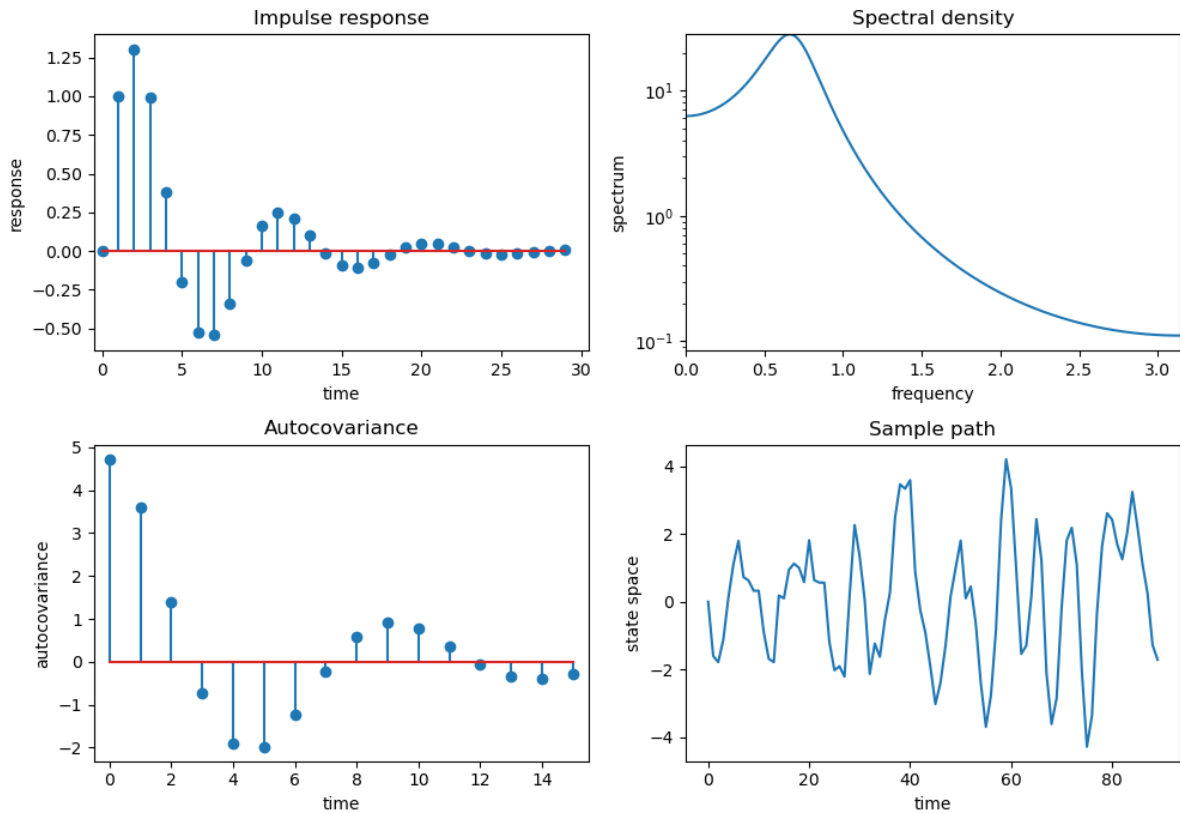 Impulse response
response
1.25
1.00
0.75
0.50
0.25
0.00
−0.25
−0.50
0 5 10 15 20 25 30
time
Spectral density
spectrum
10¹
10⁰
10⁻¹
0.0 0.5 1.0 1.5 2.0 2.5 3.0
frequency
Autocovariance
autocovariance
5
4
3
2
1
0
−1
−2
0 2 4 6 8 10 12 14
time
Sample path
state space
4
2
0
−2
−4
0 20 40 60 80
time